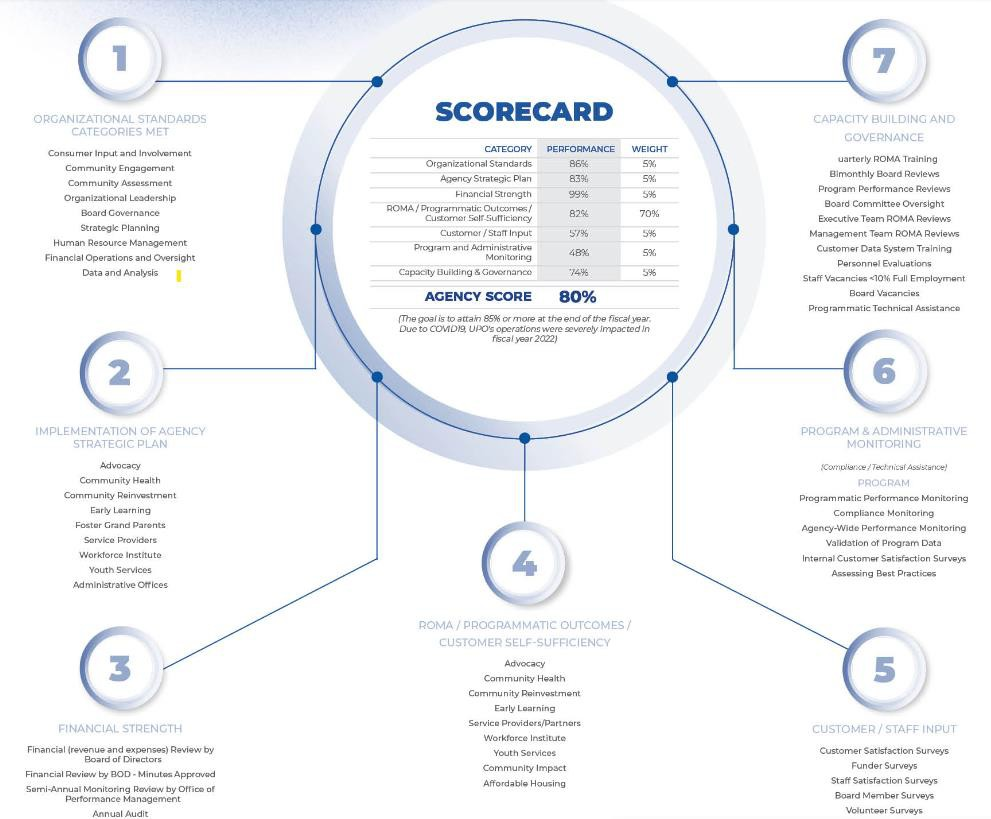 1
ORGANIZATIONAL STANDARDS
CATEGORIES MET
Consumer Input and Involvement
Community Engagement
Community Assessment
Organizational Leadership
Board Governance
Strategic Planning
Human Resource Management
Financial Operations and Oversight
Data and Analysis
2
IMPLEMENTATION OF AGENCY
STRATEGIC PLAN
Advocacy
Community Health
Community Reinvestment
Early Learning
Foster Grand Parents
Service Providers
Workforce Institute
Youth Services
Administrative Offices
3
FINANCIAL STRENGTH
Financial (revenue and expenses) Review by
Board of Directors
Financial Review by BOD - Minutes Approved
Semi-Annual Monitoring Review by Office of
Performance Management
Annual Audit
SCORECARD
CATEGORY PERFORMANCE WEIGHT
Organizational Standards 86% 5%
Agency Strategic Plan 83% 5%
Financial Strength 99% 5%
ROMA / Programmatic Outcomes /
Customer Self-Sufficiency 82% 70%
Customer / Staff Input 57% 5%
Program and Administrative
Monitoring 48% 5%
Capacity Building & Governance 74% 5%
AGENCY SCORE 80%
(The goal is to attain 85% or more at the end of the fiscal year.
Due to COVID19, UPO's operations were severely impacted in
fiscal year 2022)
4
ROMA / PROGRAMMATIC OUTCOMES /
CUSTOMER SELF-SUFFICIENCY
Advocacy
Community Health
Community Reinvestment
Early Learning
Service Providers/Partners
Workforce Institute
Youth Services
Community Impact
Affordable Housing
7
CAPACITY BUILDING AND
GOVERNANCE
uarterly ROMA Training
Bimonthly Board Reviews
Program Performance Reviews
Board Committee Oversight
Executive Team ROMA Reviews
Management Team ROMA Reviews
Customer Data System Training
Personnel Evaluations
Staff Vacancies <10% Full Employment
Board Vacancies
Programmatic Technical Assistance
6
PROGRAM & ADMINISTRATIVE
MONITORING
(Compliance / Technical Assistance)
PROGRAM
Programmatic Performance Monitoring
Compliance Monitoring
Agency-Wide Performance Monitoring
Validation of Program Data
Internal Customer Satisfaction Surveys
Assessing Best Practices
5
CUSTOMER / STAFF INPUT
Customer Satisfaction Surveys
Funder Surveys
Staff Satisfaction Surveys
Board Member Surveys
Volunteer Surveys